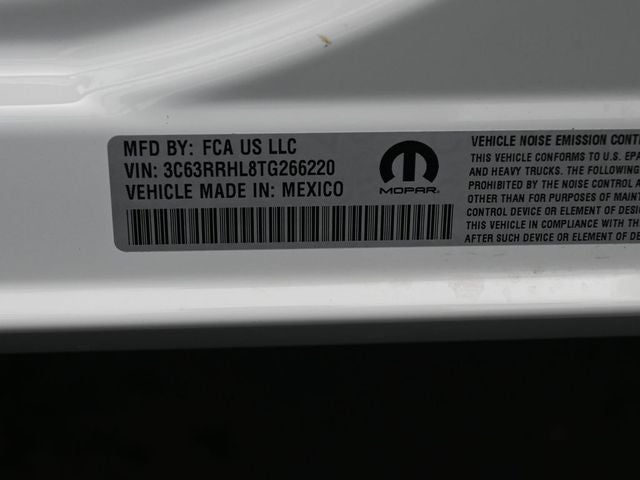 MFD BY: FCA US LLC
VIN: 3C63RRHL8TG266220
VEHICLE MADE IN: MEXICO
MOPAR
VEHICLE NOISE EMISSION CONT
THIS VEHICLE CONFORMS TO U.S. EPA
AND HEAVY TRUCKS. THE FOLLOWING
PROHIBITED BY THE NOISE CONTROL A
OTHER THAN FOR PURPOSES OF MAINT
CONTROL DEVICE OR ELEMENT OF DESIG
THIS VEHICLE IN COMPLIANCE WITH THE
AFTER SUCH DEVICE OR ELEMENT OF DE